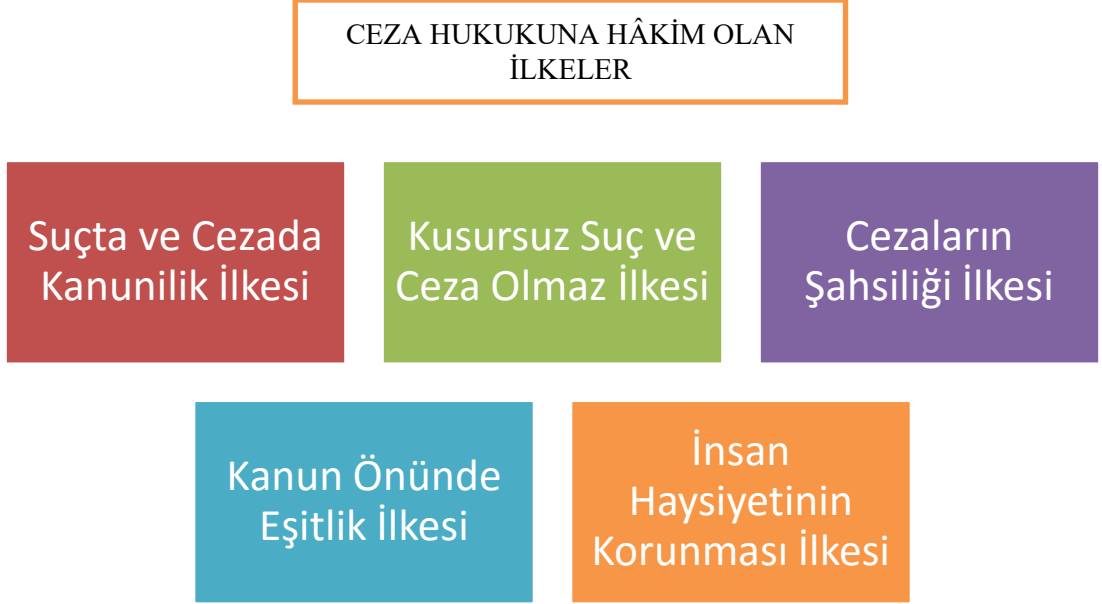 CEZA HUKUKUNA HÂKİM OLAN
İLKELER
Suçta ve Cezada
Kanunilik İlkesi
Kusursuz Suç ve
Ceza Olmaz İlkesi
Cezaların
Şahsiliği İlkesi
Kanun Önünde
Eşitlik İlkesi
İnsan
Haysiyetinin
Korunması İlkesi